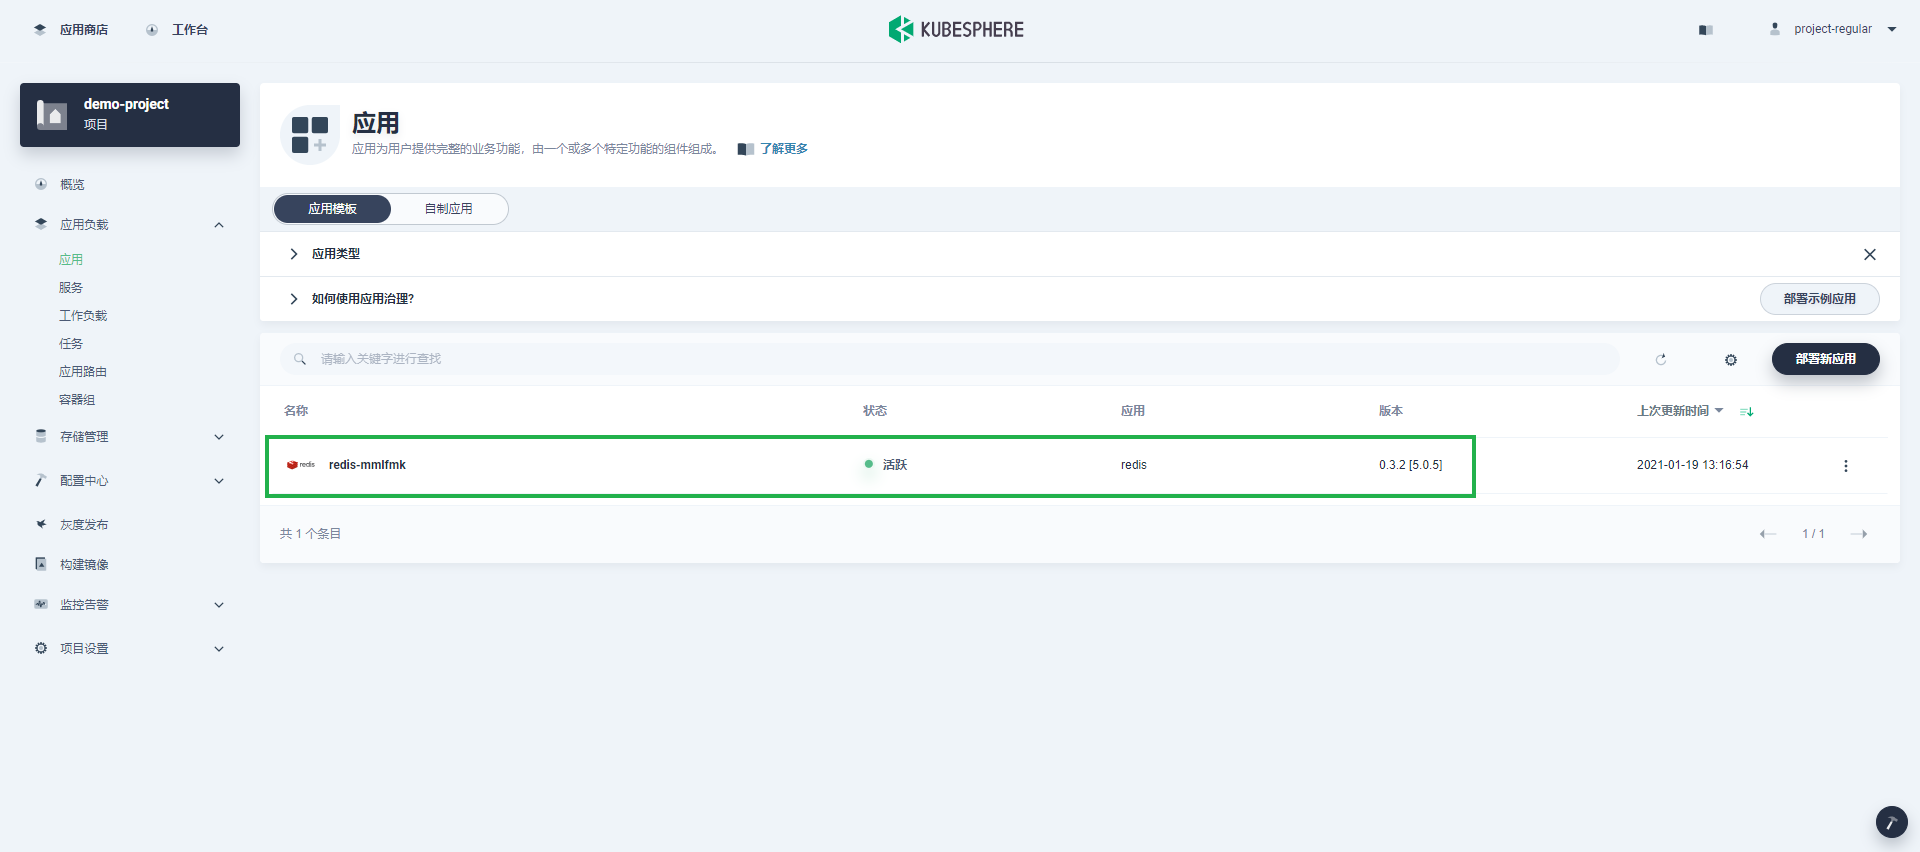 应用商店 工作台 KUBESPHERE project-regular
demo-project
项目
概览
应用负载
应用
服务
工作负载
任务
应用路由
容器组
存储管理
配置中心
灰度发布
构建镜像
监控告警
项目设置
应用
应用为用户提供完整的业务功能，由一个或多个特定功能的组件组成。 了解更多
应用模板 自制应用
应用类型
如何使用应用治理? 部署示例应用
请输入关键字进行查找 部署新应用
名称 状态 应用 版本 上次更新时间
redis redis-mmlfmk 活跃 redis 0.3.2 [5.0.5] 2021-01-19 13:16:54
共 1 个条目 1 / 1